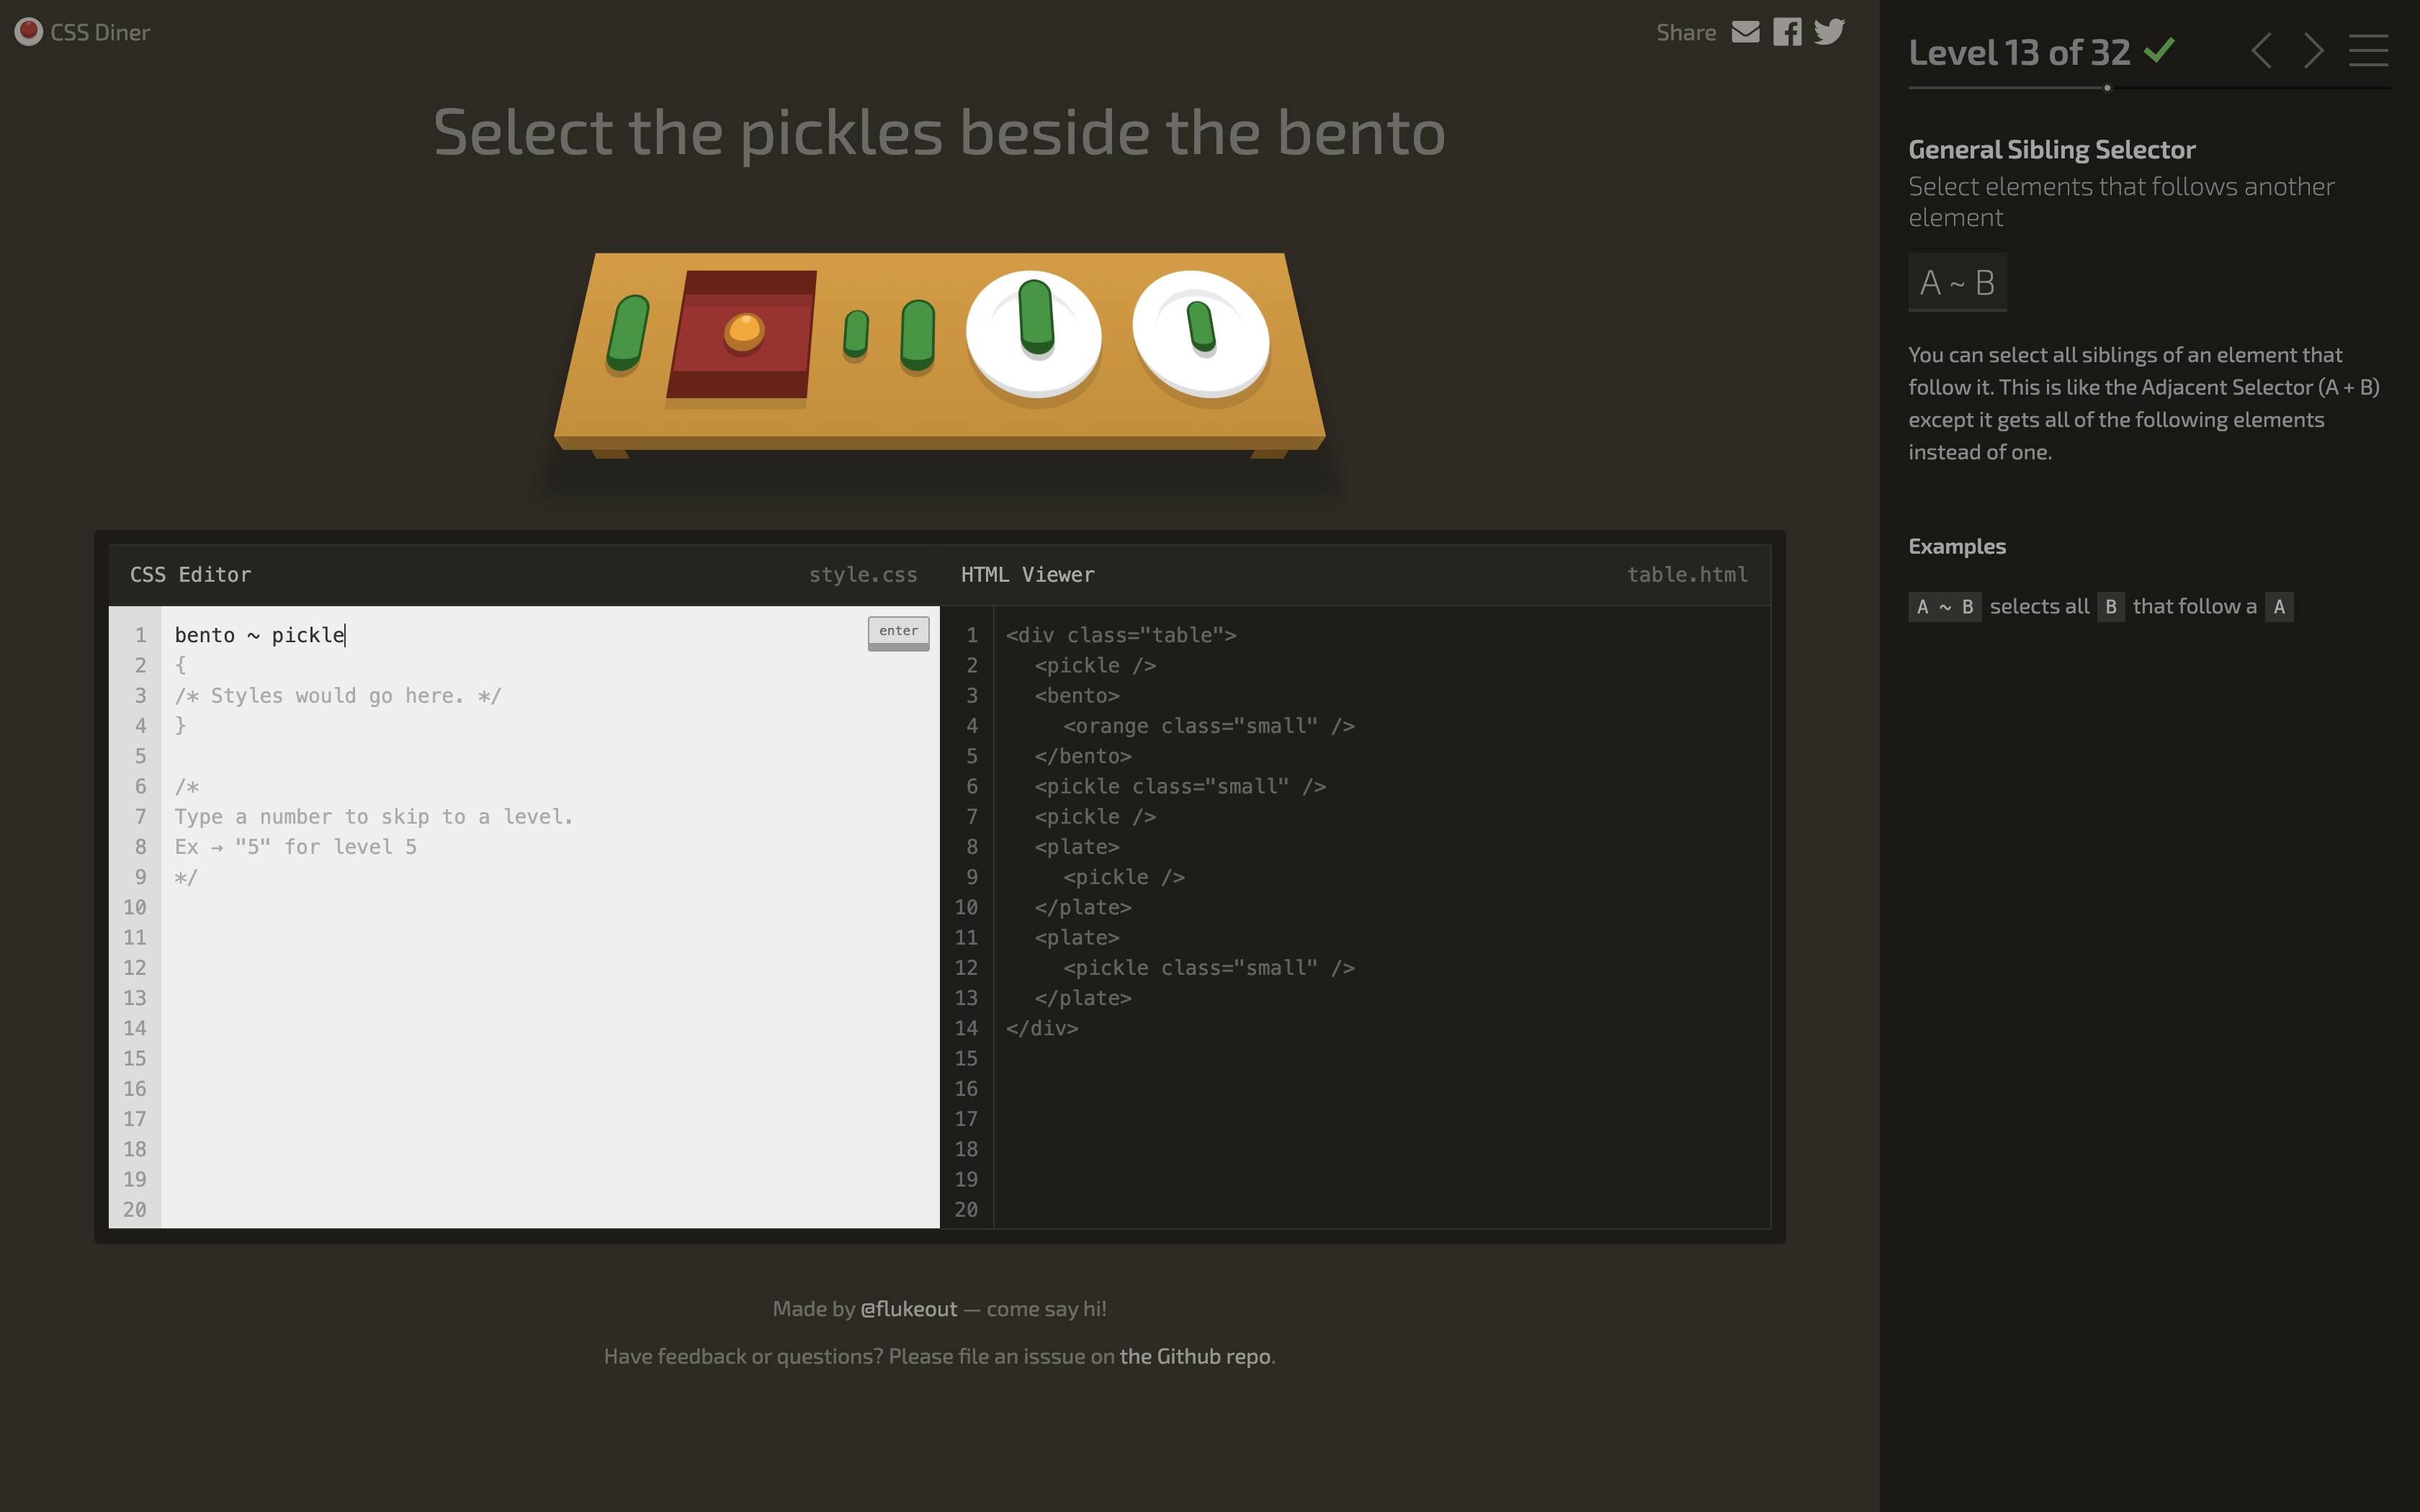 CSS Diner
Share
Select the pickles beside the bento
CSS Editor
style.css
1 bento ~ pickle
enter
2 {
3 /* Styles would go here. */
4 }
5
6 /*
7 Type a number to skip to a level.
8 Ex → "5" for level 5
9 */
10
11
12
13
14
15
16
17
18
19
20
HTML Viewer
table.html
1 <div class="table">
2 <pickle />
3 <bento>
4 <orange class="small" />
5 </bento>
6 <pickle class="small" />
7 <pickle />
8 <plate>
9 <pickle />
10 </plate>
11 <plate>
12 <pickle class="small" />
13 </plate>
14 </div>
15
16
17
18
19
20
Made by @flukeout — come say hi!
Have feedback or questions? Please file an isssue on the Github repo.
Level 13 of 32
General Sibling Selector
Select elements that follows another
element
A ~ B
You can select all siblings of an element that
follow it. This is like the Adjacent Selector (A + B)
except it gets all of the following elements
instead of one.
Examples
A ~ B selects all B that follow a A